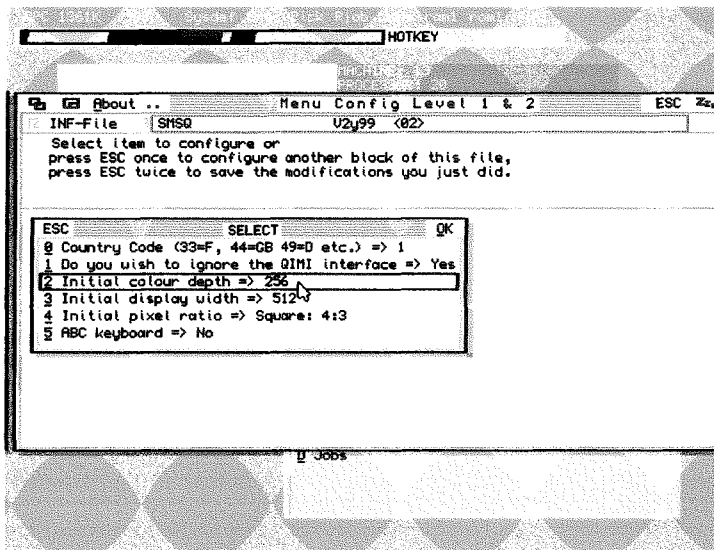 HOTKEY
About .. Menu Config Level 1 & 2 ESC
INF-File SMSQ V2y99 <02>
Select item to configure or
press ESC once to configure another block of this file,
press ESC twice to save the modifications you just did.
ESC SELECT OK
0 Country Code (33=F, 44=GB 49=D etc.) => 1
1 Do you wish to ignore the QIMI interface => Yes
2 Initial colour depth => 256
3 Initial display width => 512
4 Initial pixel ratio => Square: 4:3
5 ABC keyboard => No
Jobs